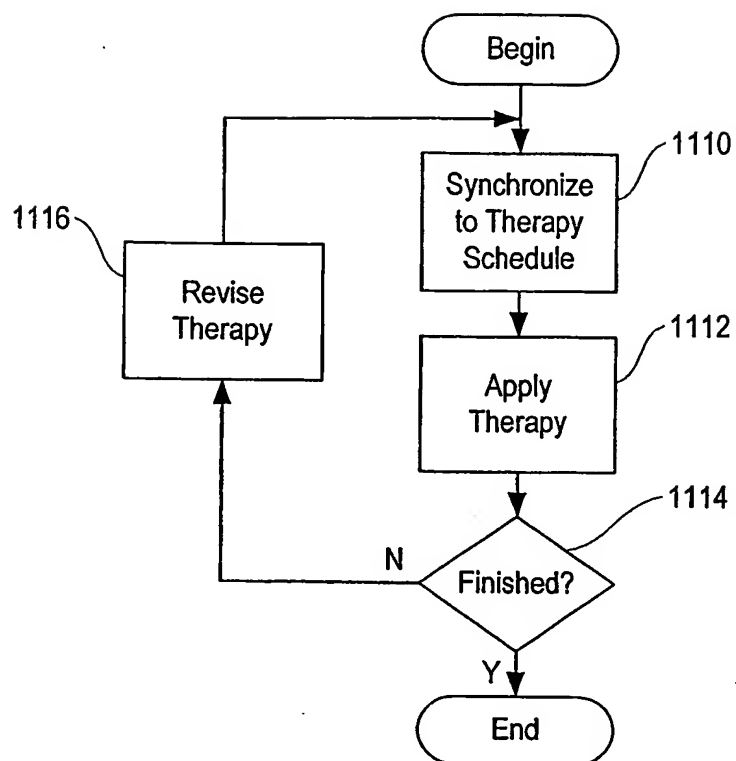 Begin
1110
Synchronize
to Therapy
Schedule
1116
Revise
Therapy
1112
Apply
Therapy
1114
N
Finished?
Y
End